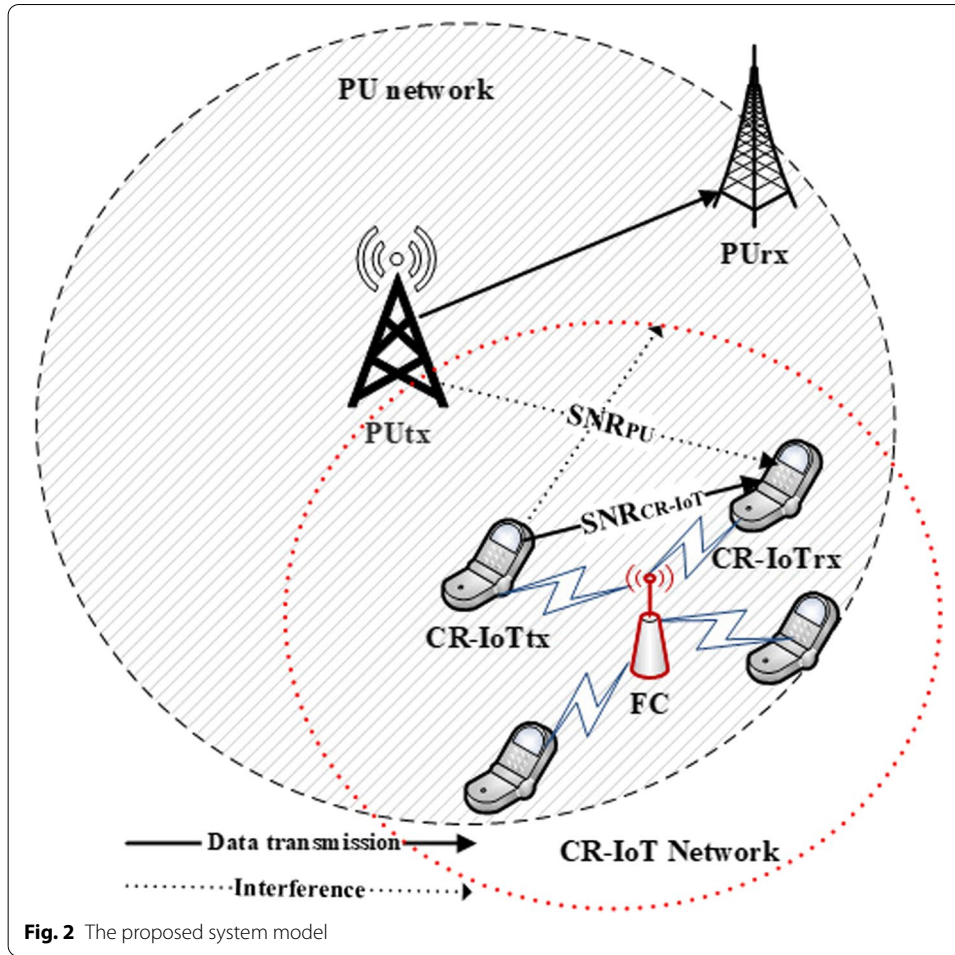 PU network
PUrx
PUtx
SNRPU
SNRCR-IoT
CR-IoTrx
CR-IoTtx
FC
Data transmission
CR-IoT Network
Interference
Fig. 2 The proposed system model